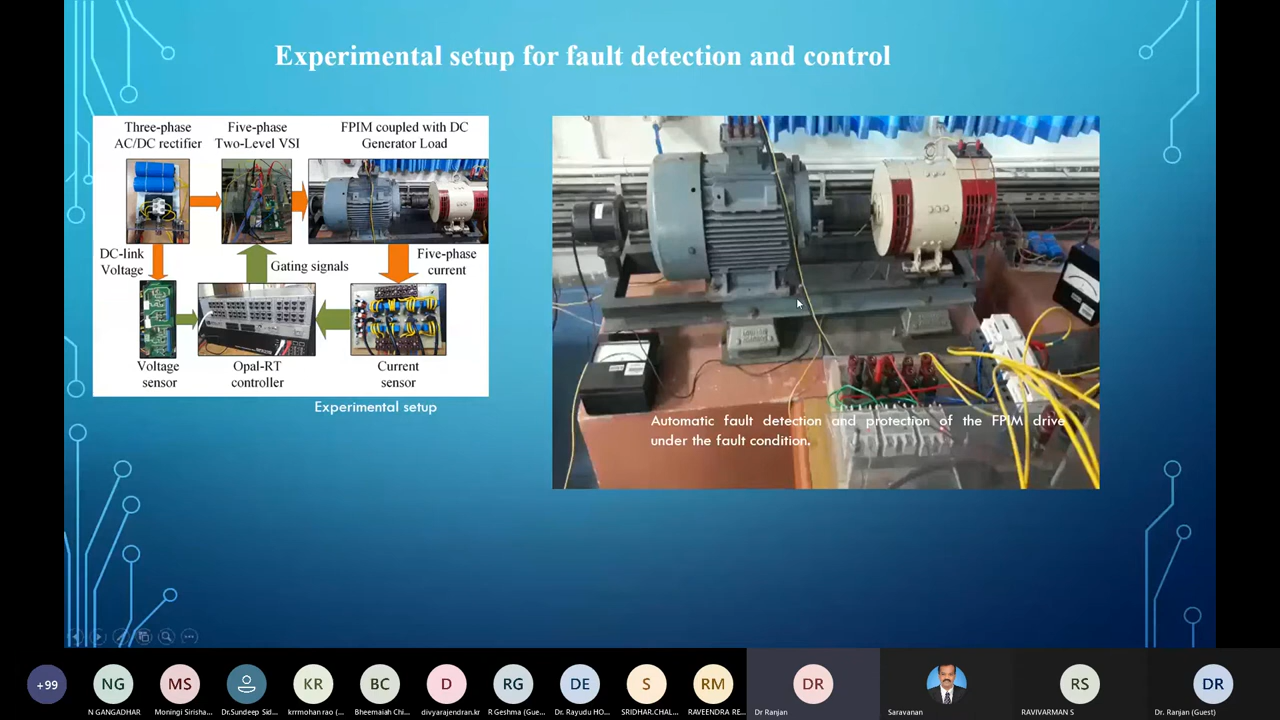 Experimental setup for fault detection and control
Three-phase
AC/DC rectifier
Five-phase
Two-Level VSI
FPIM coupled with DC
Generator Load
DC-link
Voltage
Gating signals
Five-phase
current
Voltage
sensor
Opal-RT
controller
Current
sensor
Experimental setup
Automatic fault detection and protection of the FPIM drive
under the fault condition.
+99
NG
MS
KR
BC
D
RG
DE
S
RM
DR
RS
DR
N GANGADHAR
Moningi Sirisha...
Dr.Sundeep Sid...
krrmohan rao (...
Bheemaiah Chi...
divyarajendran.kr
R Geshma (Gue...
Dr. Rayudu HO...
SRIDHAR.CHAL...
RAVEENDRA RE...
Dr Ranjan
Saravanan
RAVIVARMAN S
Dr. Ranjan (Guest)